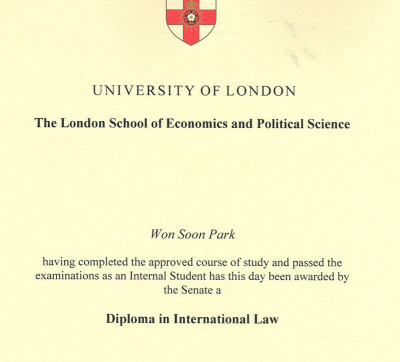 UNIVERSITY OF LONDON
The London School of Economics and Political Science
Won Soon Park
having completed the approved course of study and passed the
examinations as an Internal Student has this day been awarded by
the Senate a
Diploma in International Law